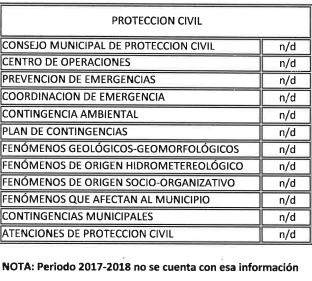 PROTECCION CIVIL
CONSEJO MUNICIPAL DE PROTECCION CIVIL n/d
CENTRO DE OPERACIONES n/d
PREVENCION DE EMERGENCIAS n/d
COORDINACION DE EMERGENCIA n/d
CONTINGENCIA AMBIENTAL n/d
PLAN DE CONTINGENCIAS n/d
FENÓMENOS GEOLÓGICOS-GEOMORFOLÓGICOS n/d
FENÓMENOS DE ORIGEN HIDROMETEREOLÓGICO n/d
FENÓMENOS DE ORIGEN SOCIO-ORGANIZATIVO n/d
FENÓMENOS QUE AFECTAN AL MUNICIPIO n/d
CONTINGENCIAS MUNICIPALES n/d
ATENCIONES DE PROTECCION CIVIL n/d
NOTA: Periodo 2017-2018 no se cuenta con esa información